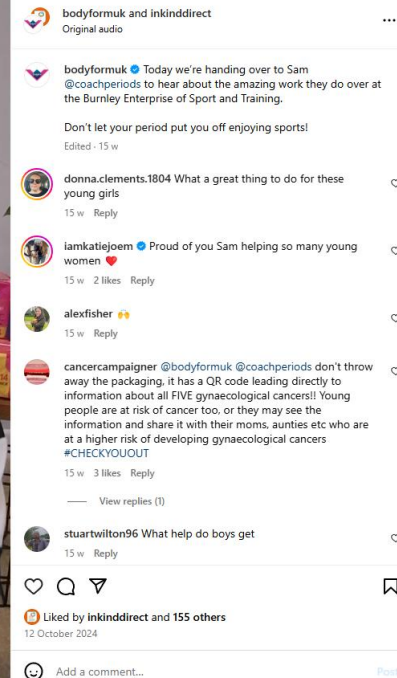 bodyformuk and inkinddirect
Original audio
bodyformuk Today we're handing over to Sam
@coachperiods to hear about the amazing work they do over at
the Burnley Enterprise of Sport and Training.
Don't let your period put you off enjoying sports!
Edited · 15 w
donna.clements.1804 What a great thing to do for these
young girls
15 w Reply
iamkatiejoem Proud of you Sam helping so many young
women ❤️
15 w 2 likes Reply
alexfisher 🙌
15 w Reply
cancercampaigner @bodyformuk @coachperiods don't throw
away the packaging, it has a QR code leading directly to
information about all FIVE gynaecological cancers!! Young
people are at risk of cancer too, or they may see the
information and share it with their moms, aunties etc who are
at a higher risk of developing gynaecological cancers
#CHECKYOUOUT
15 w 3 likes Reply
View replies (1)
stuartwilton96 What help do boys get
15 w Reply
Liked by inkinddirect and 155 others
12 October 2024
Add a comment...
Post